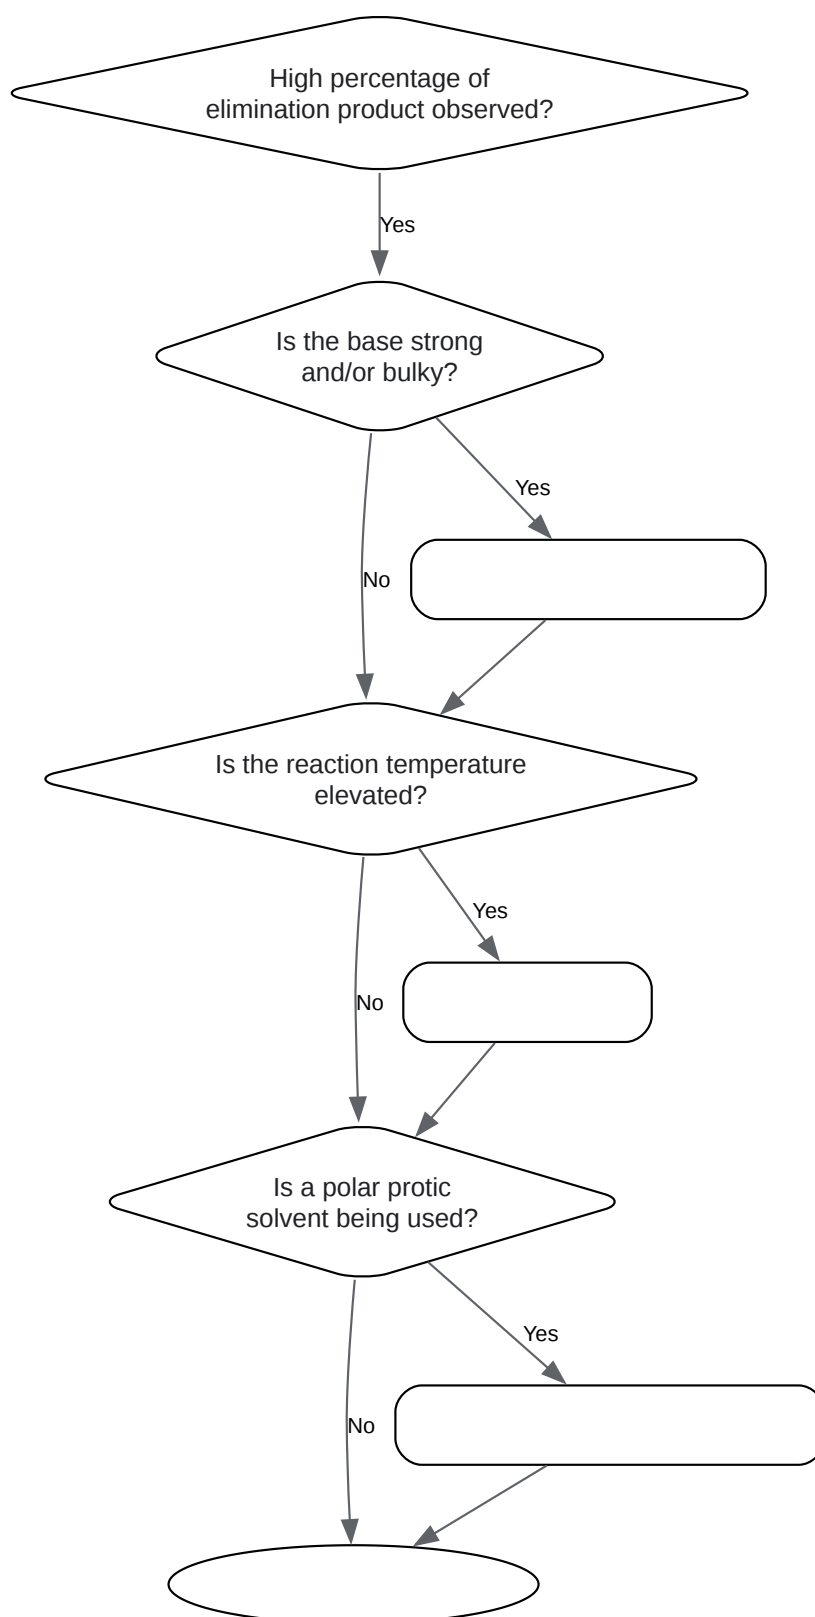 High percentage of
elimination product observed?
Yes
Is the base strong
and/or bulky?
Yes
No
Is the reaction temperature
elevated?
Yes
No
Is a polar protic
solvent being used?
Yes
No